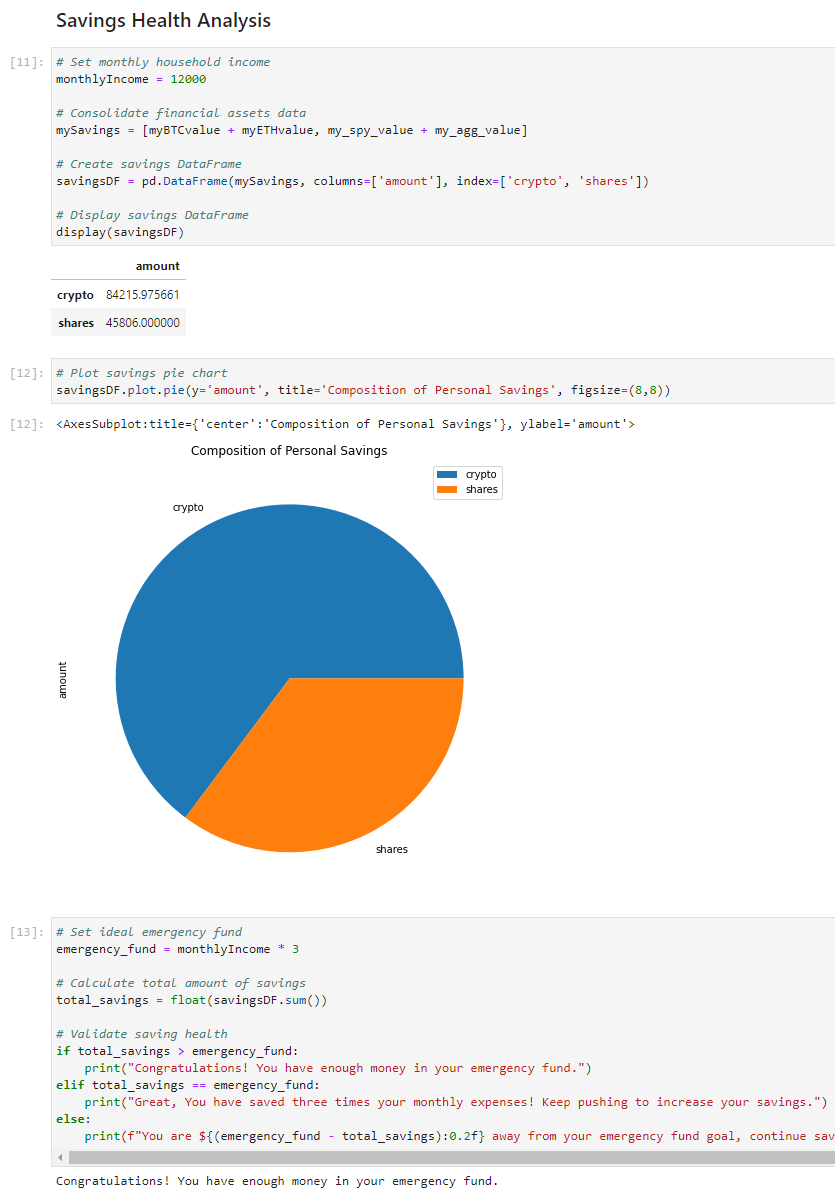 Savings Health Analysis
[11]: # Set monthly household income
monthlyIncome = 12000
# Consolidate financial assets data
mySavings = [myBTCvalue + myETHvalue, my_spy_value + my_agg_value]
# Create savings DataFrame
savingsDF = pd.DataFrame(mySavings, columns=['amount'], index=['crypto', 'shares'])
# Display savings DataFrame
display(savingsDF)
amount
crypto 84215.975661
shares 45806.000000
[12]: # Plot savings pie chart
savingsDF.plot.pie(y='amount', title='Composition of Personal Savings', figsize=(8,8))
[12]: <AxesSubplot:title={'center':'Composition of Personal Savings'}, ylabel='amount'>
Composition of Personal Savings
crypto
shares
crypto
amount
shares
[13]: # Set ideal emergency fund
emergency_fund = monthlyIncome * 3
# Calculate total amount of savings
total_savings = float(savingsDF.sum())
# Validate saving health
if total_savings > emergency_fund:
    print("Congratulations! You have enough money in your emergency fund.")
elif total_savings == emergency_fund:
    print("Great, You have saved three times your monthly expenses! Keep pushing to increase your savings.")
else:
    print(f"You are ${(emergency_fund - total_savings):0.2f} away from your emergency fund goal, continue sav
Congratulations! You have enough money in your emergency fund.